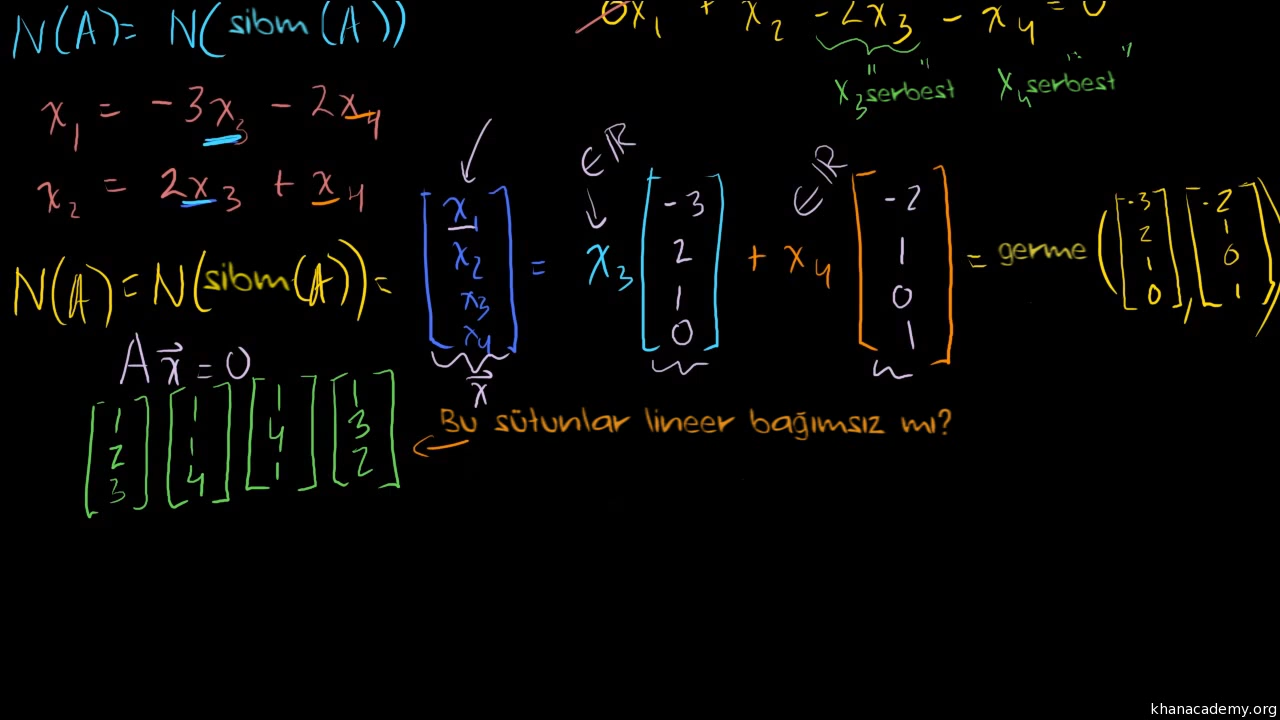 N(A) = N(sibm(A))
0x₁ + x₂ - 2x₃ - x₄ = 0
x₃ "serbest" x₄ "serbest"
x₁ = -3x₃ - 2x₄
x₂ = 2x₃ + x₄
∈ℝ ∈ℝ
N(A) = N(sibm(A)) = [x₁ x₂ x₃ x₄] = x₃ [-3 2 1 0] + x₄ [-2 1 0 1] = germe ([-3 2 1 0], [-2 1 0 1])
x⃗
Ax⃗ = 0
[1 2 3] [1 1 4] [1 4 1] [1 3 2]
Bu sütunlar lineer bağımsız mı?
khanacademy.org